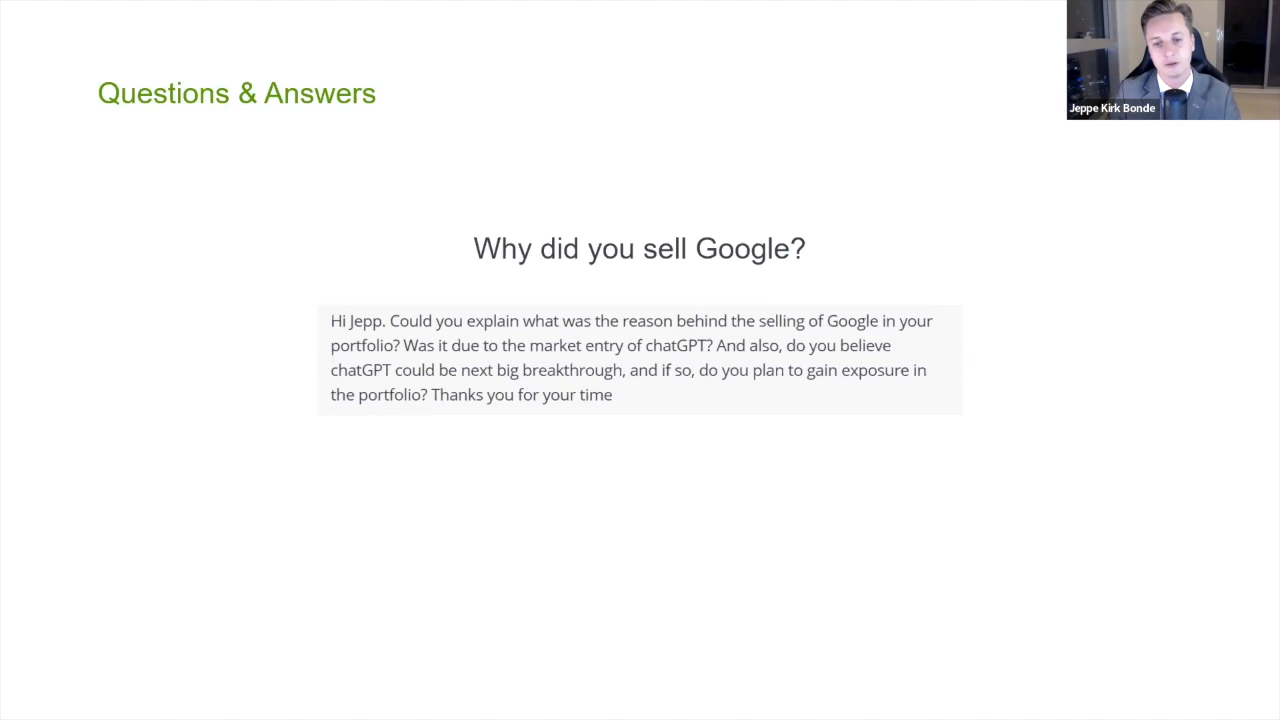 Jeppe Kirk Bonde
Questions & Answers
Why did you sell Google?
Hi Jepp. Could you explain what was the reason behind the selling of Google in your
portfolio? Was it due to the market entry of chatGPT? And also, do you believe
chatGPT could be next big breakthrough, and if so, do you plan to gain exposure in
the portfolio? Thanks you for your time